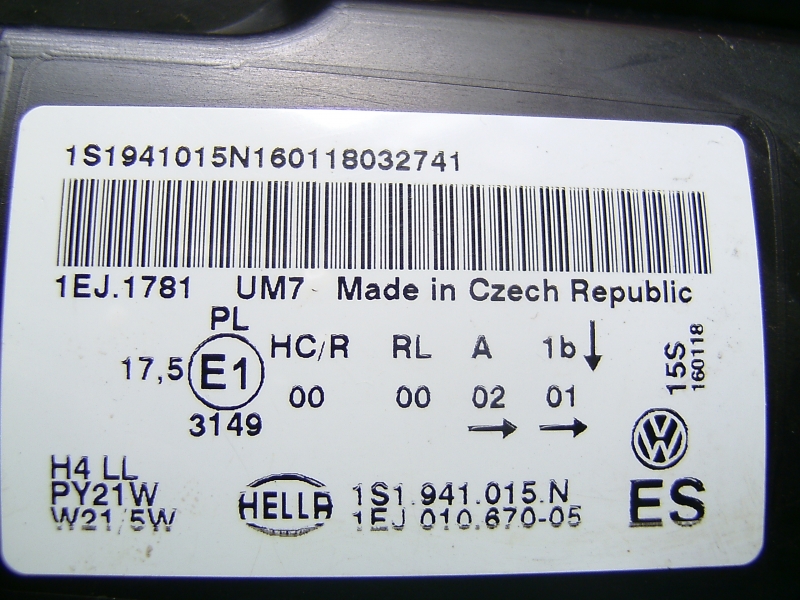 1S1941015N160118032741
1EJ.1781 UM7 Made in Czech Republic
PL
17,5 E1 HC/R RL A 1b
00 00 02 01
3149
15S
160118
VW
H4 LL
PY21W
W21/5W
HELLA
1S1.941.015.N
1EJ 010.670-05
ES